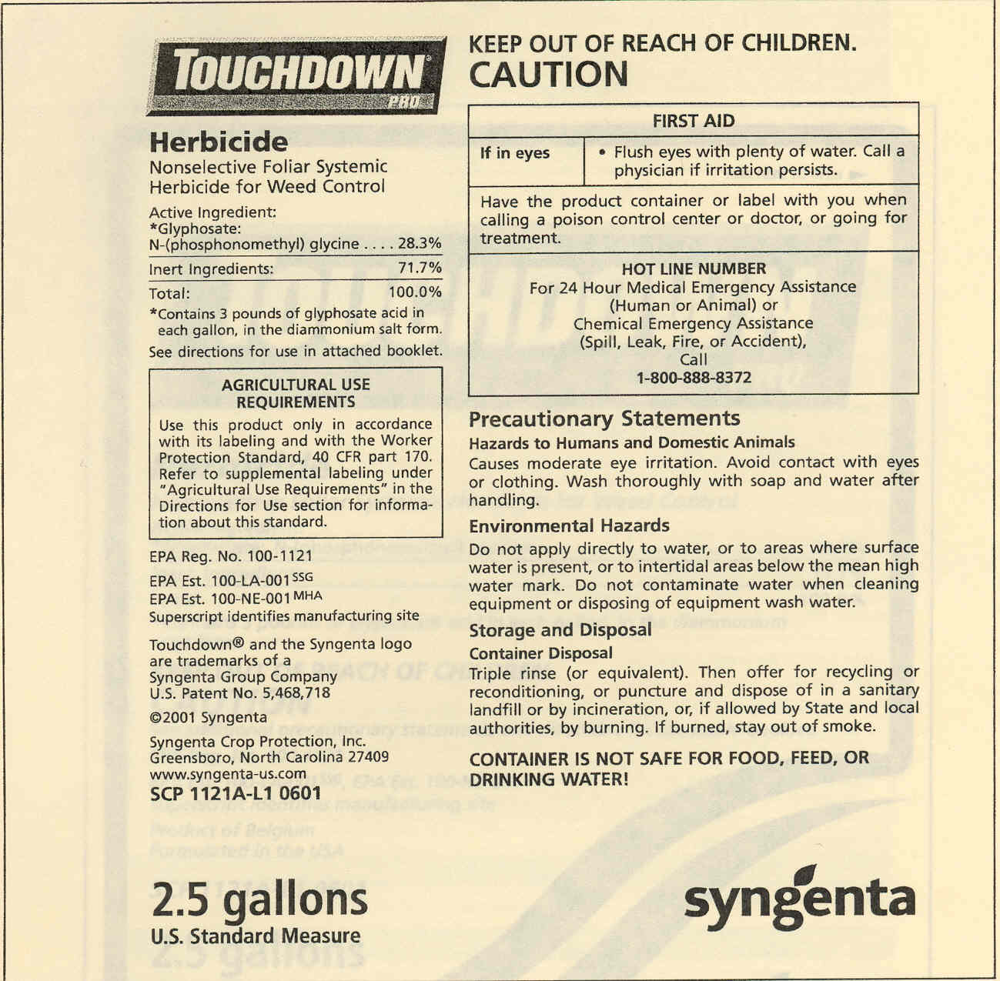 TOUCHDOWN®
PRO
Herbicide
Nonselective Foliar Systemic
Herbicide for Weed Control
Active Ingredient:
*Glyphosate:
N-(phosphonomethyl) glycine . . . . 28.3%
Inert Ingredients: 71.7%
Total: 100.0%
*Contains 3 pounds of glyphosate acid in
each gallon, in the diammonium salt form.
See directions for use in attached booklet.
AGRICULTURAL USE
REQUIREMENTS
Use this product only in accordance
with its labeling and with the Worker
Protection Standard, 40 CFR part 170.
Refer to supplemental labeling under
"Agricultural Use Requirements" in the
Directions for Use section for informa-
tion about this standard.
EPA Reg. No. 100-1121
EPA Est. 100-LA-001 SSG
EPA Est. 100-NE-001 MHA
Superscript identifies manufacturing site
Touchdown® and the Syngenta logo
are trademarks of a
Syngenta Group Company
U.S. Patent No. 5,468,718
©2001 Syngenta
Syngenta Crop Protection, Inc.
Greensboro, North Carolina 27409
www.syngenta-us.com
SCP 1121A-L1 0601
2.5 gallons
U.S. Standard Measure
KEEP OUT OF REACH OF CHILDREN.
CAUTION
FIRST AID
If in eyes • Flush eyes with plenty of water. Call a
physician if irritation persists.
Have the product container or label with you when
calling a poison control center or doctor, or going for
treatment.
HOT LINE NUMBER
For 24 Hour Medical Emergency Assistance
(Human or Animal) or
Chemical Emergency Assistance
(Spill, Leak, Fire, or Accident),
Call
1-800-888-8372
Precautionary Statements
Hazards to Humans and Domestic Animals
Causes moderate eye irritation. Avoid contact with eyes
or clothing. Wash thoroughly with soap and water after
handling.
Environmental Hazards
Do not apply directly to water, or to areas where surface
water is present, or to intertidal areas below the mean high
water mark. Do not contaminate water when cleaning
equipment or disposing of equipment wash water.
Storage and Disposal
Container Disposal
Triple rinse (or equivalent). Then offer for recycling or
reconditioning, or puncture and dispose of in a sanitary
landfill or by incineration, or, if allowed by State and local
authorities, by burning. If burned, stay out of smoke.
CONTAINER IS NOT SAFE FOR FOOD, FEED, OR
DRINKING WATER!
syngenta